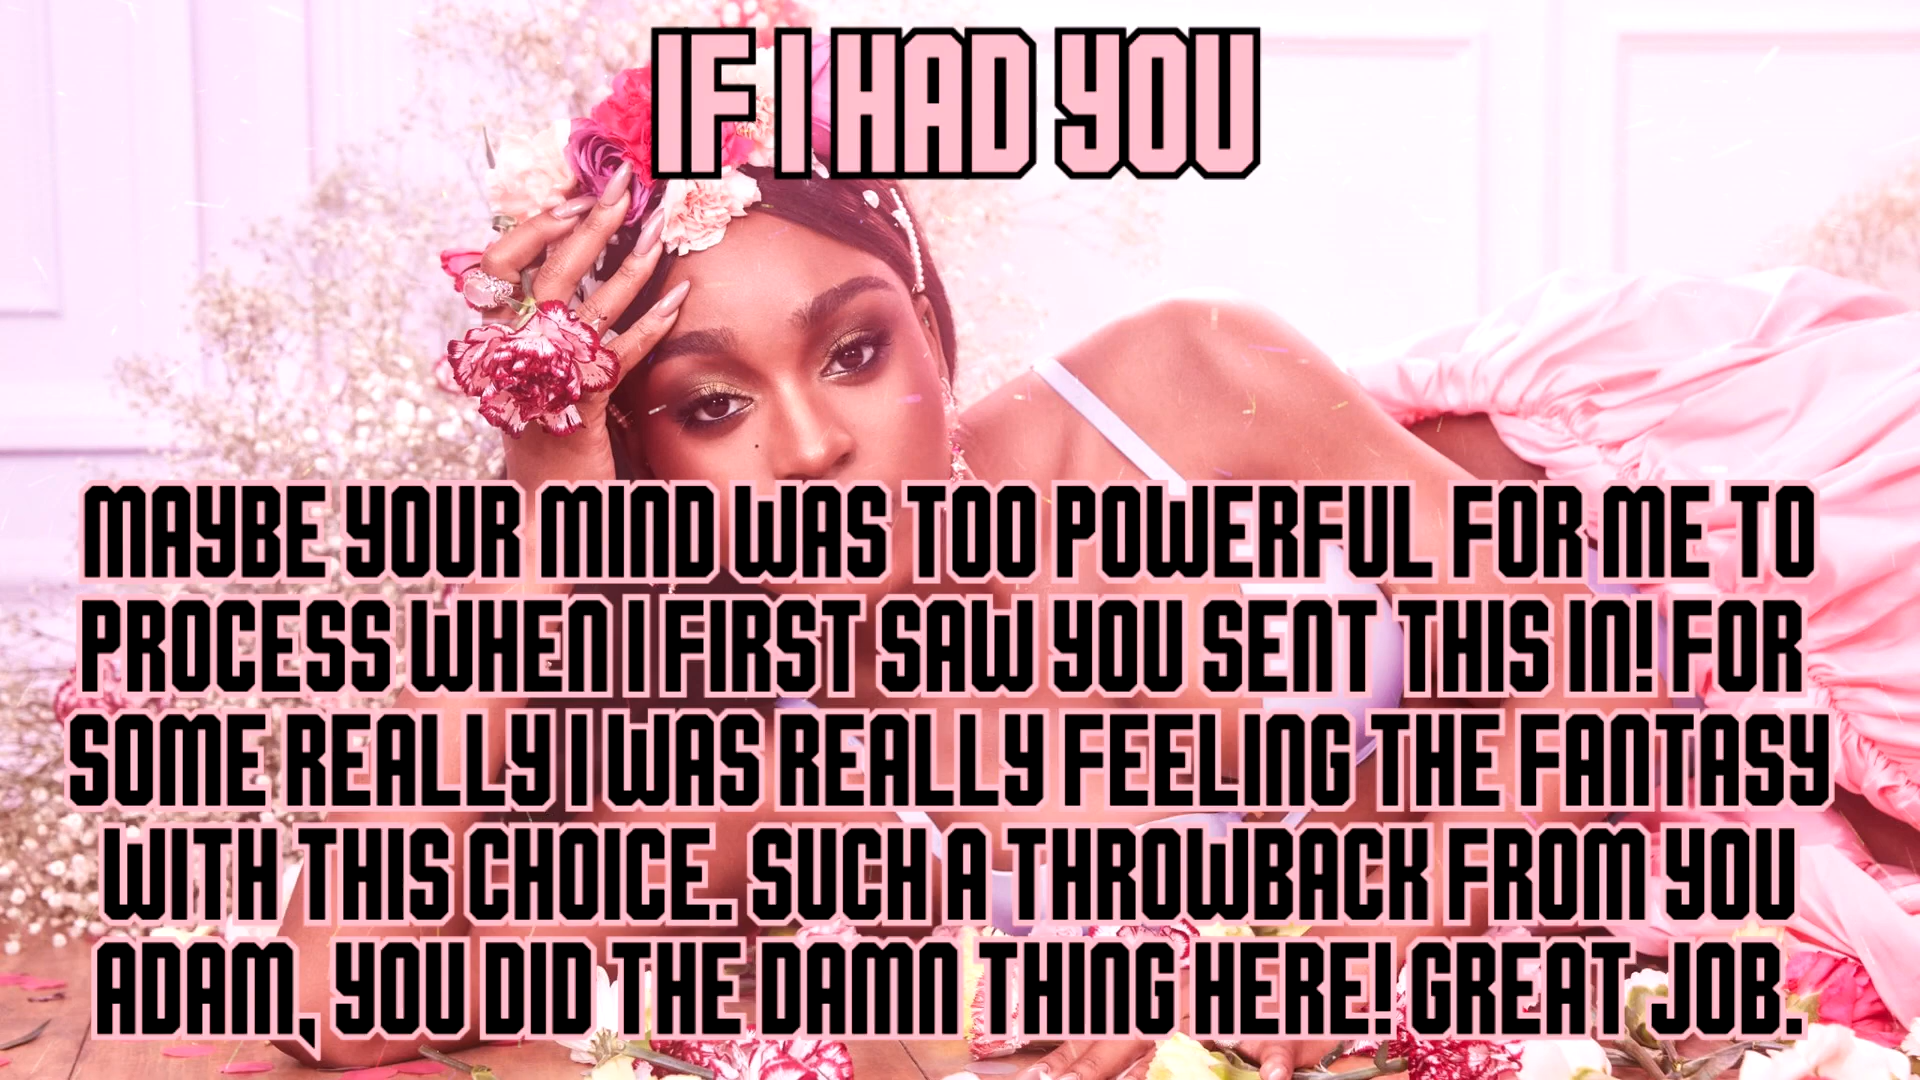 IF I HAD YOU
MAYBE YOUR MIND WAS TOO POWERFUL FOR ME TO
PROCESS WHEN I FIRST SAW YOU SENT THIS IN! FOR
SOME REALLY I WAS REALLY FEELING THE FANTASY
WITH THIS CHOICE. SUCH A THROWBACK FROM YOU
ADAM, YOU DID THE DAMN THING HERE! GREAT JOB.